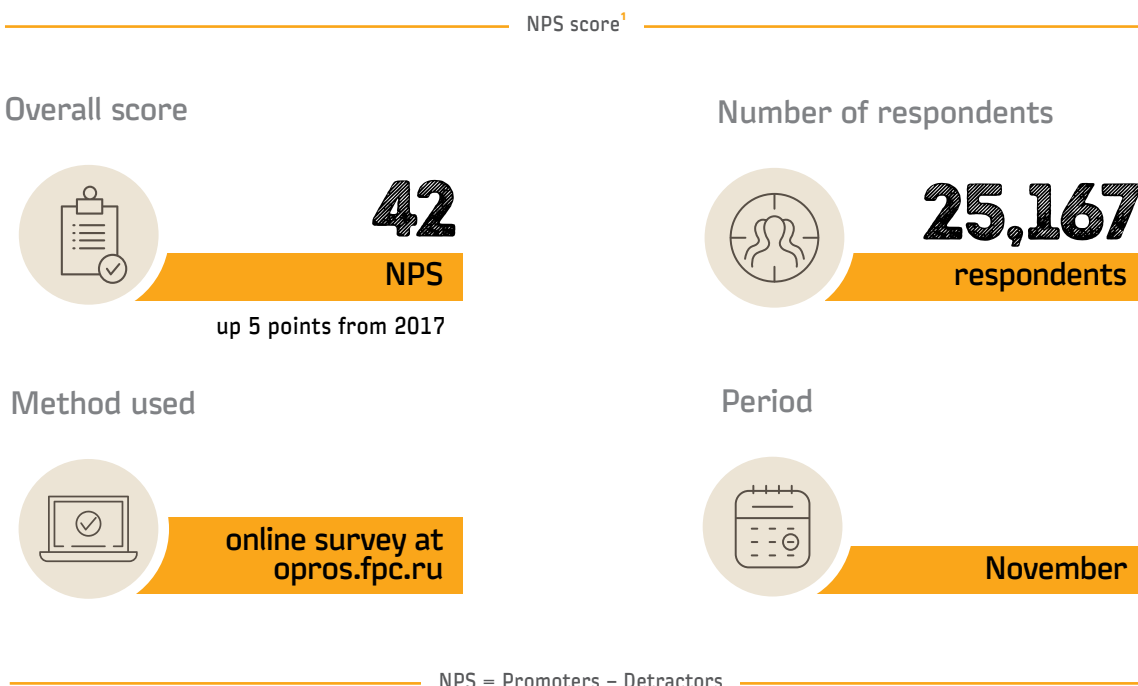 NPS score¹
Overall score
42
NPS
up 5 points from 2017
Number of respondents
25,167
respondents
Method used
online survey at
opros.fpc.ru
Period
November
NPS = Promoters – Detractors